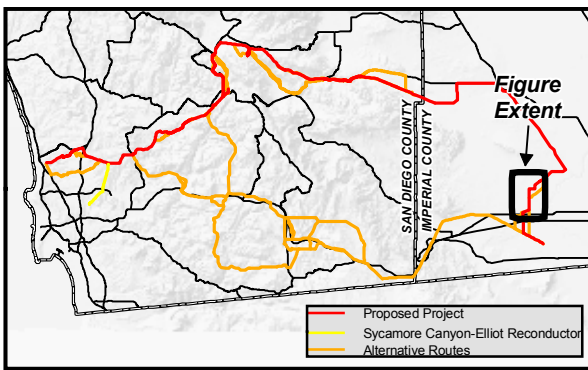 Figure
Extent
SAN DIEGO COUNTY
IMPERIAL COUNTY
Proposed Project
Sycamore Canyon-Elliot Reconductor
Alternative Routes